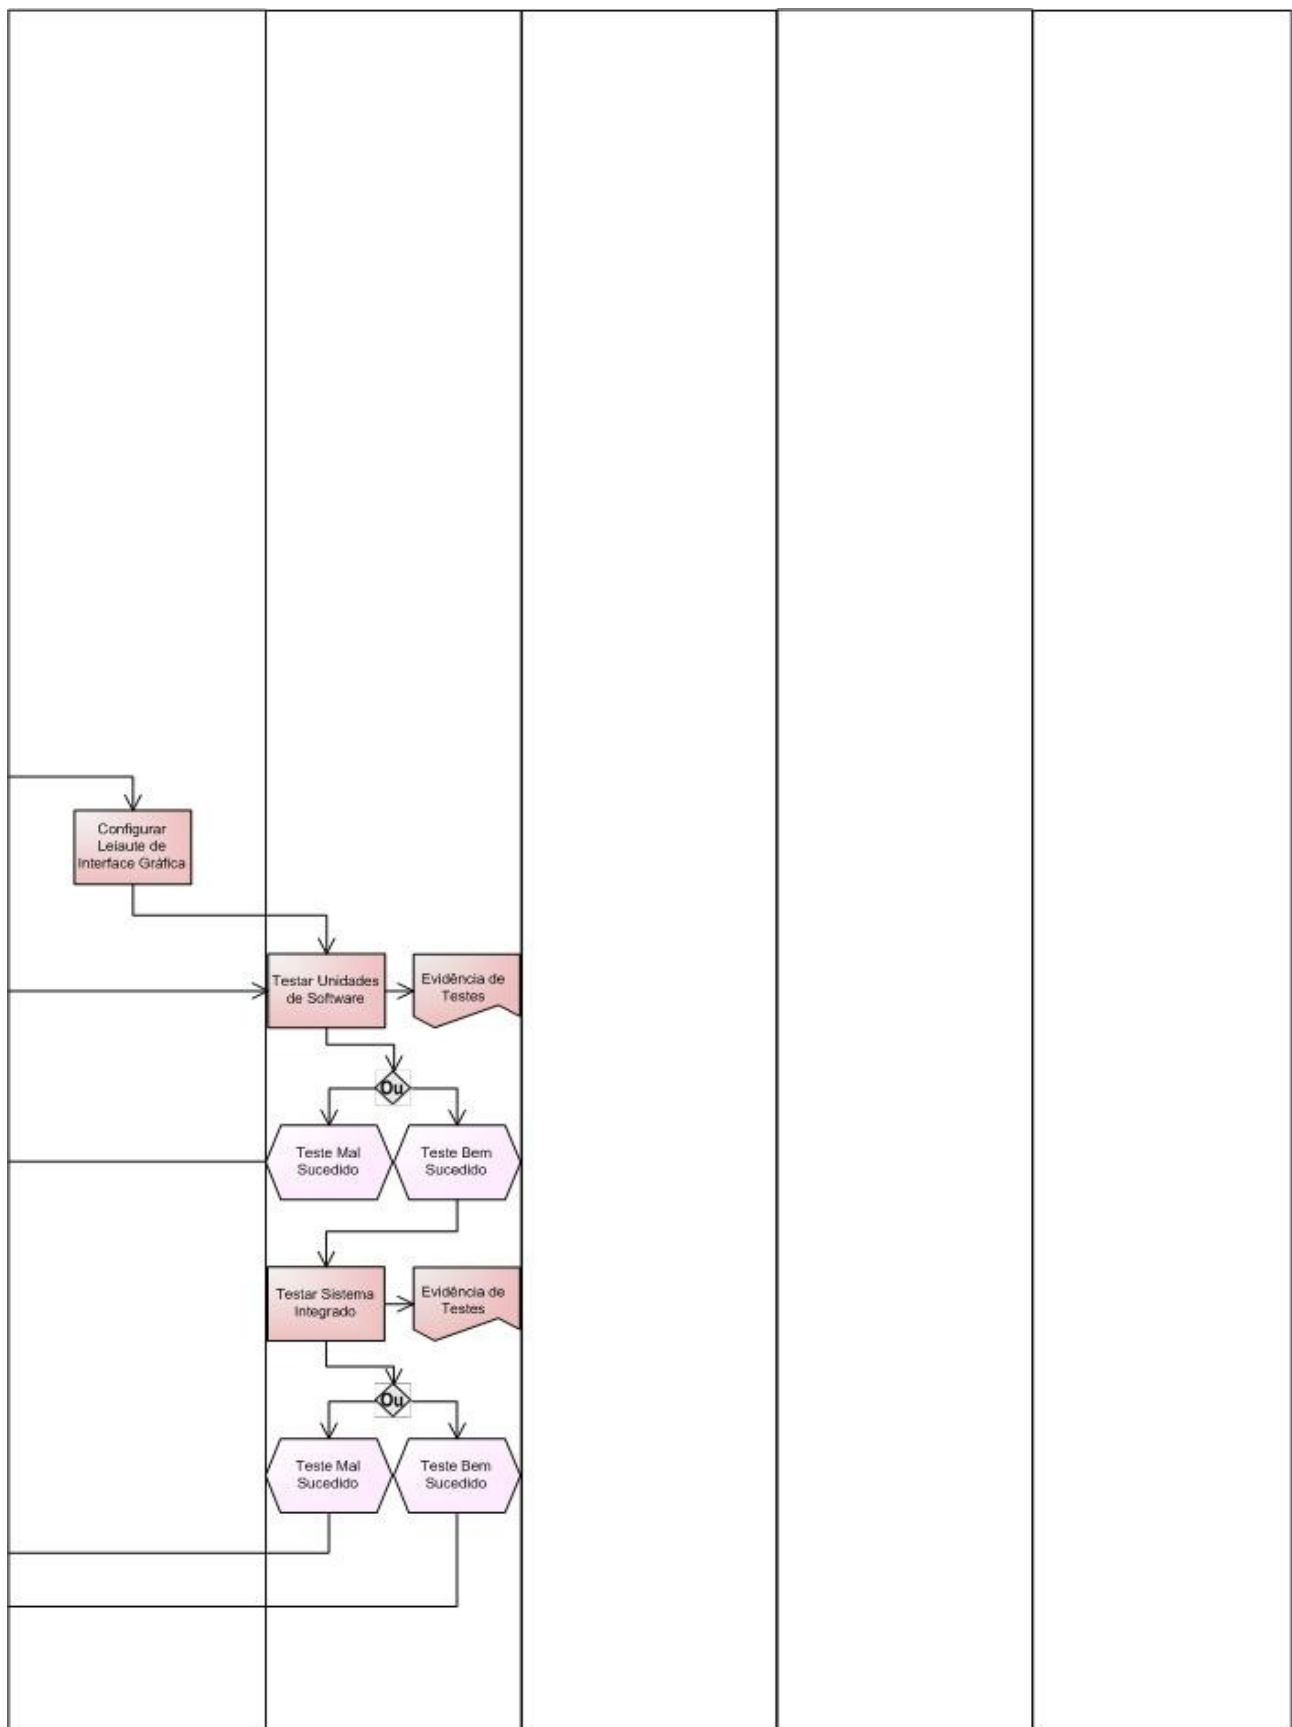 Configurar
Leiaute de
Interface Gráfica
Testar Unidades
de Software
Evidência de
Testes
Ou
Teste Mal
Sucedido
Teste Bem
Sucedido
Testar Sistema
Integrado
Evidência de
Testes
Ou
Teste Mal
Sucedido
Teste Bem
Sucedido